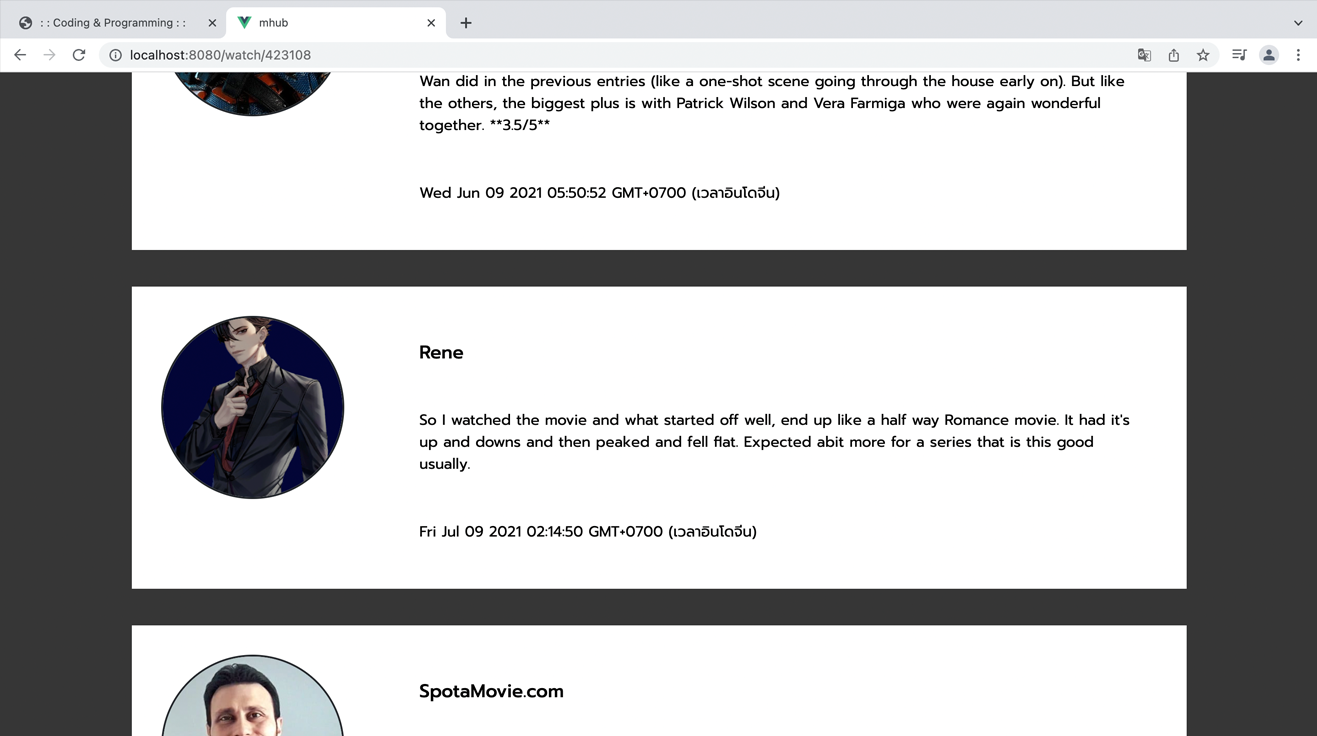 : : Coding & Programming : :
mhub
localhost:8080/watch/423108
Wan did in the previous entries (like a one-shot scene going through the house early on). But like
the others, the biggest plus is with Patrick Wilson and Vera Farmiga who were again wonderful
together. **3.5/5**
Wed Jun 09 2021 05:50:52 GMT+0700 (เวลาอินโดจีน)
Rene
So I watched the movie and what started off well, end up like a half way Romance movie. It had it's
up and downs and then peaked and fell flat. Expected abit more for a series that is this good
usually.
Fri Jul 09 2021 02:14:50 GMT+0700 (เวลาอินโดจีน)
SpotaMovie.com